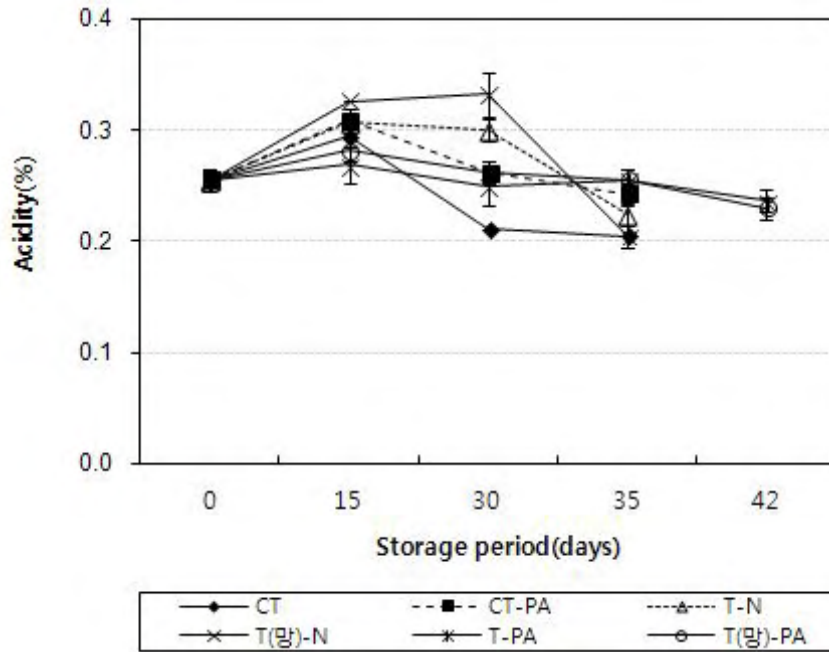 0.4
0.3
0.2
0.1
0.0
Acidity(%)
0 15 30 35 42
Storage period(days)
CT CT-PA T-N
T(망)-N T-PA T(망)-PA